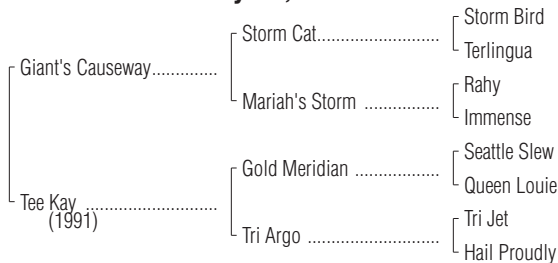 Storm Bird
Storm Cat....................
Terlingua
Giant's Causeway.............
Rahy
Mariah's Storm ...............
Immense
Seattle Slew
Gold Meridian .................
Queen Louie
Tee Kay ..........................
(1991)
Tri Jet
Tri Argo ..........................
Hail Proudly